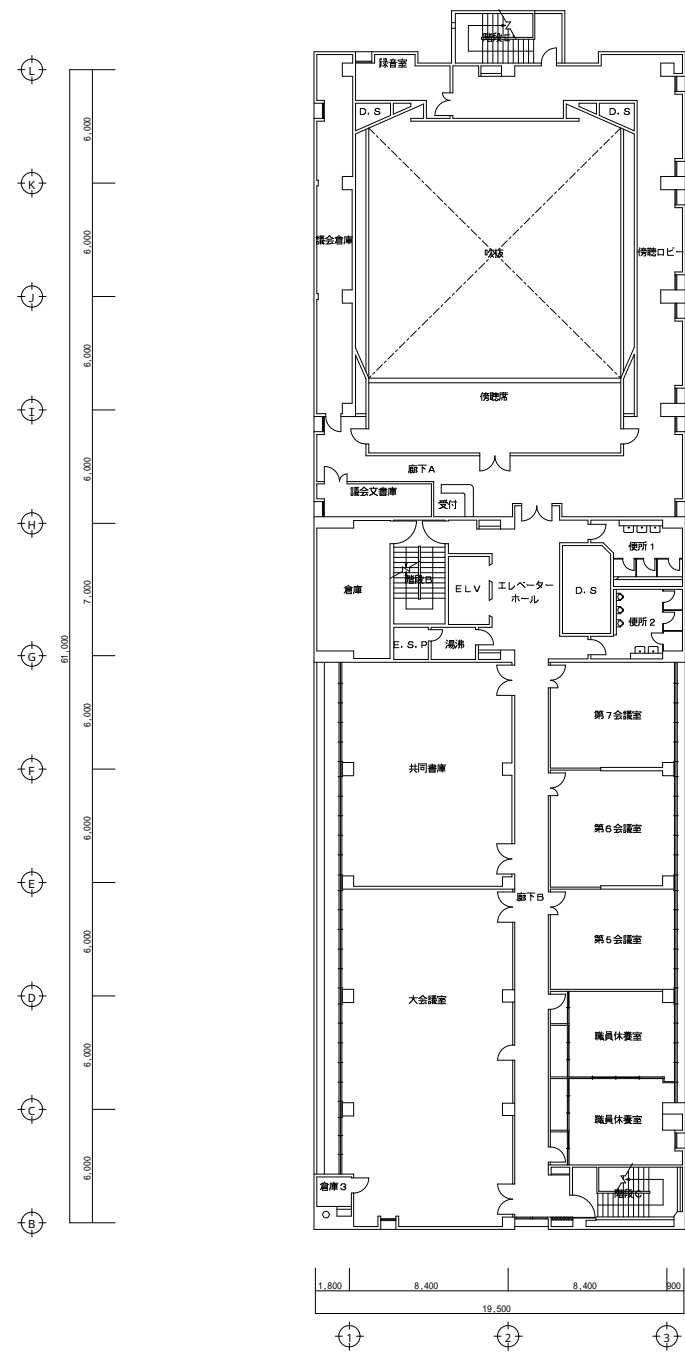 階段E
L
録音室
D.S
D.S
6,000
K
議会倉庫
傍聴ロビー
吹抜
6,000
J
6,000
傍聴席
I
6,000
廊下A
議会文書庫
受付
H
便所1
階段B
倉庫
ELV
エレベーター
ホール
D.S
7,000
便所2
61,000
E.S.P
湯沸
G
6,000
第7会議室
共同書庫
F
6,000
第6会議室
E
廊下B
6,000
第5会議室
大会議室
D
職員休養室
6,000
C
職員休養室
6,000
倉庫3
階段C
B
1,800
8,400
8,400
900
19,500
1
2
3